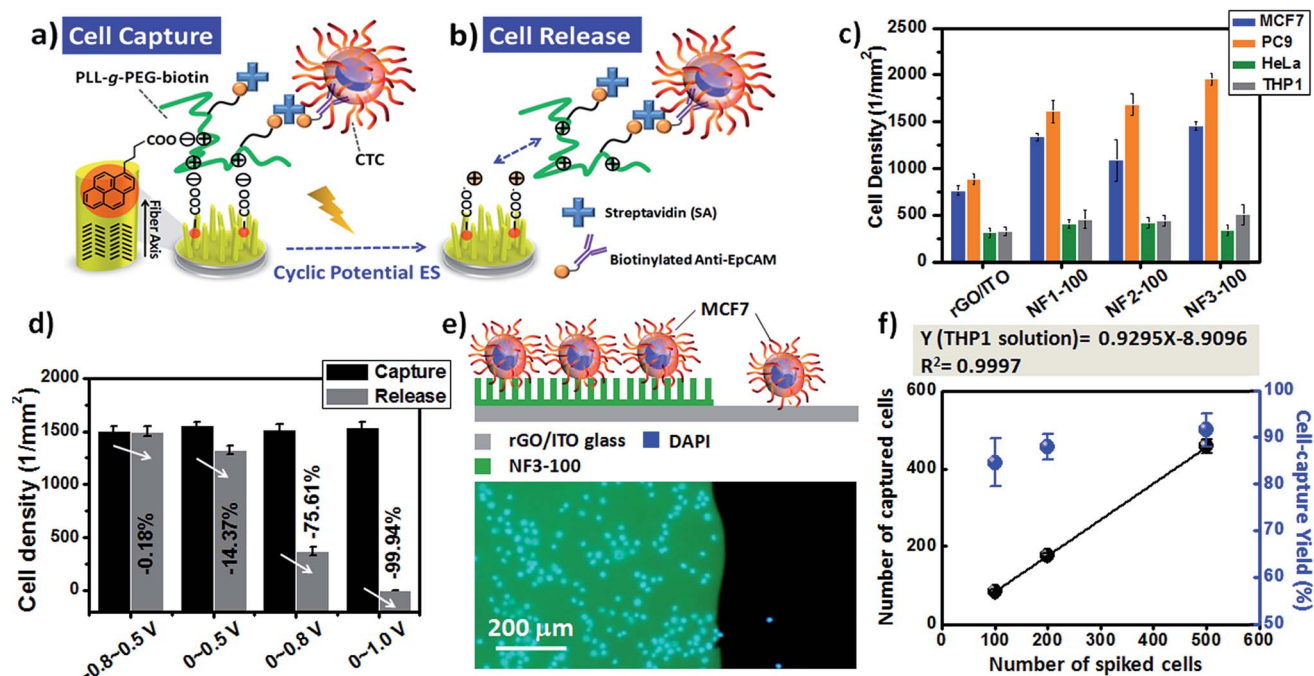 a) Cell Capture
PLL-g-PEG-biotin
COO
⊖
⊕
CTC
Fiber Axis
COO
COO
Cyclic Potential ES
b) Cell Release
⊕
COO
COO
Streptavidin (SA)
Biotinylated Anti-EpCAM
c)
MCF7
PC9
HeLa
THP1
Cell Density (1/mm²)
2500
2000
1500
1000
500
0
rGO/ITO
NF1-100
NF2-100
NF3-100
d)
Capture
Release
Cell density (1/mm²)
2000
1500
1000
500
0
-0.18%
-14.37%
-75.61%
-99.94%
-0.8~0.5 V
0~0.5 V
0~0.8 V
0~1.0 V
e)
MCF7
rGO/ITO glass
DAPI
NF3-100
200 μm
f)
Y (THP1 solution)= 0.9295X-8.9096
R²= 0.9997
Number of captured cells
600
400
200
0
0 100 200 300 400 500 600
Number of spiked cells
100
90
80
70
60
50
Cell-capture Yield (%)